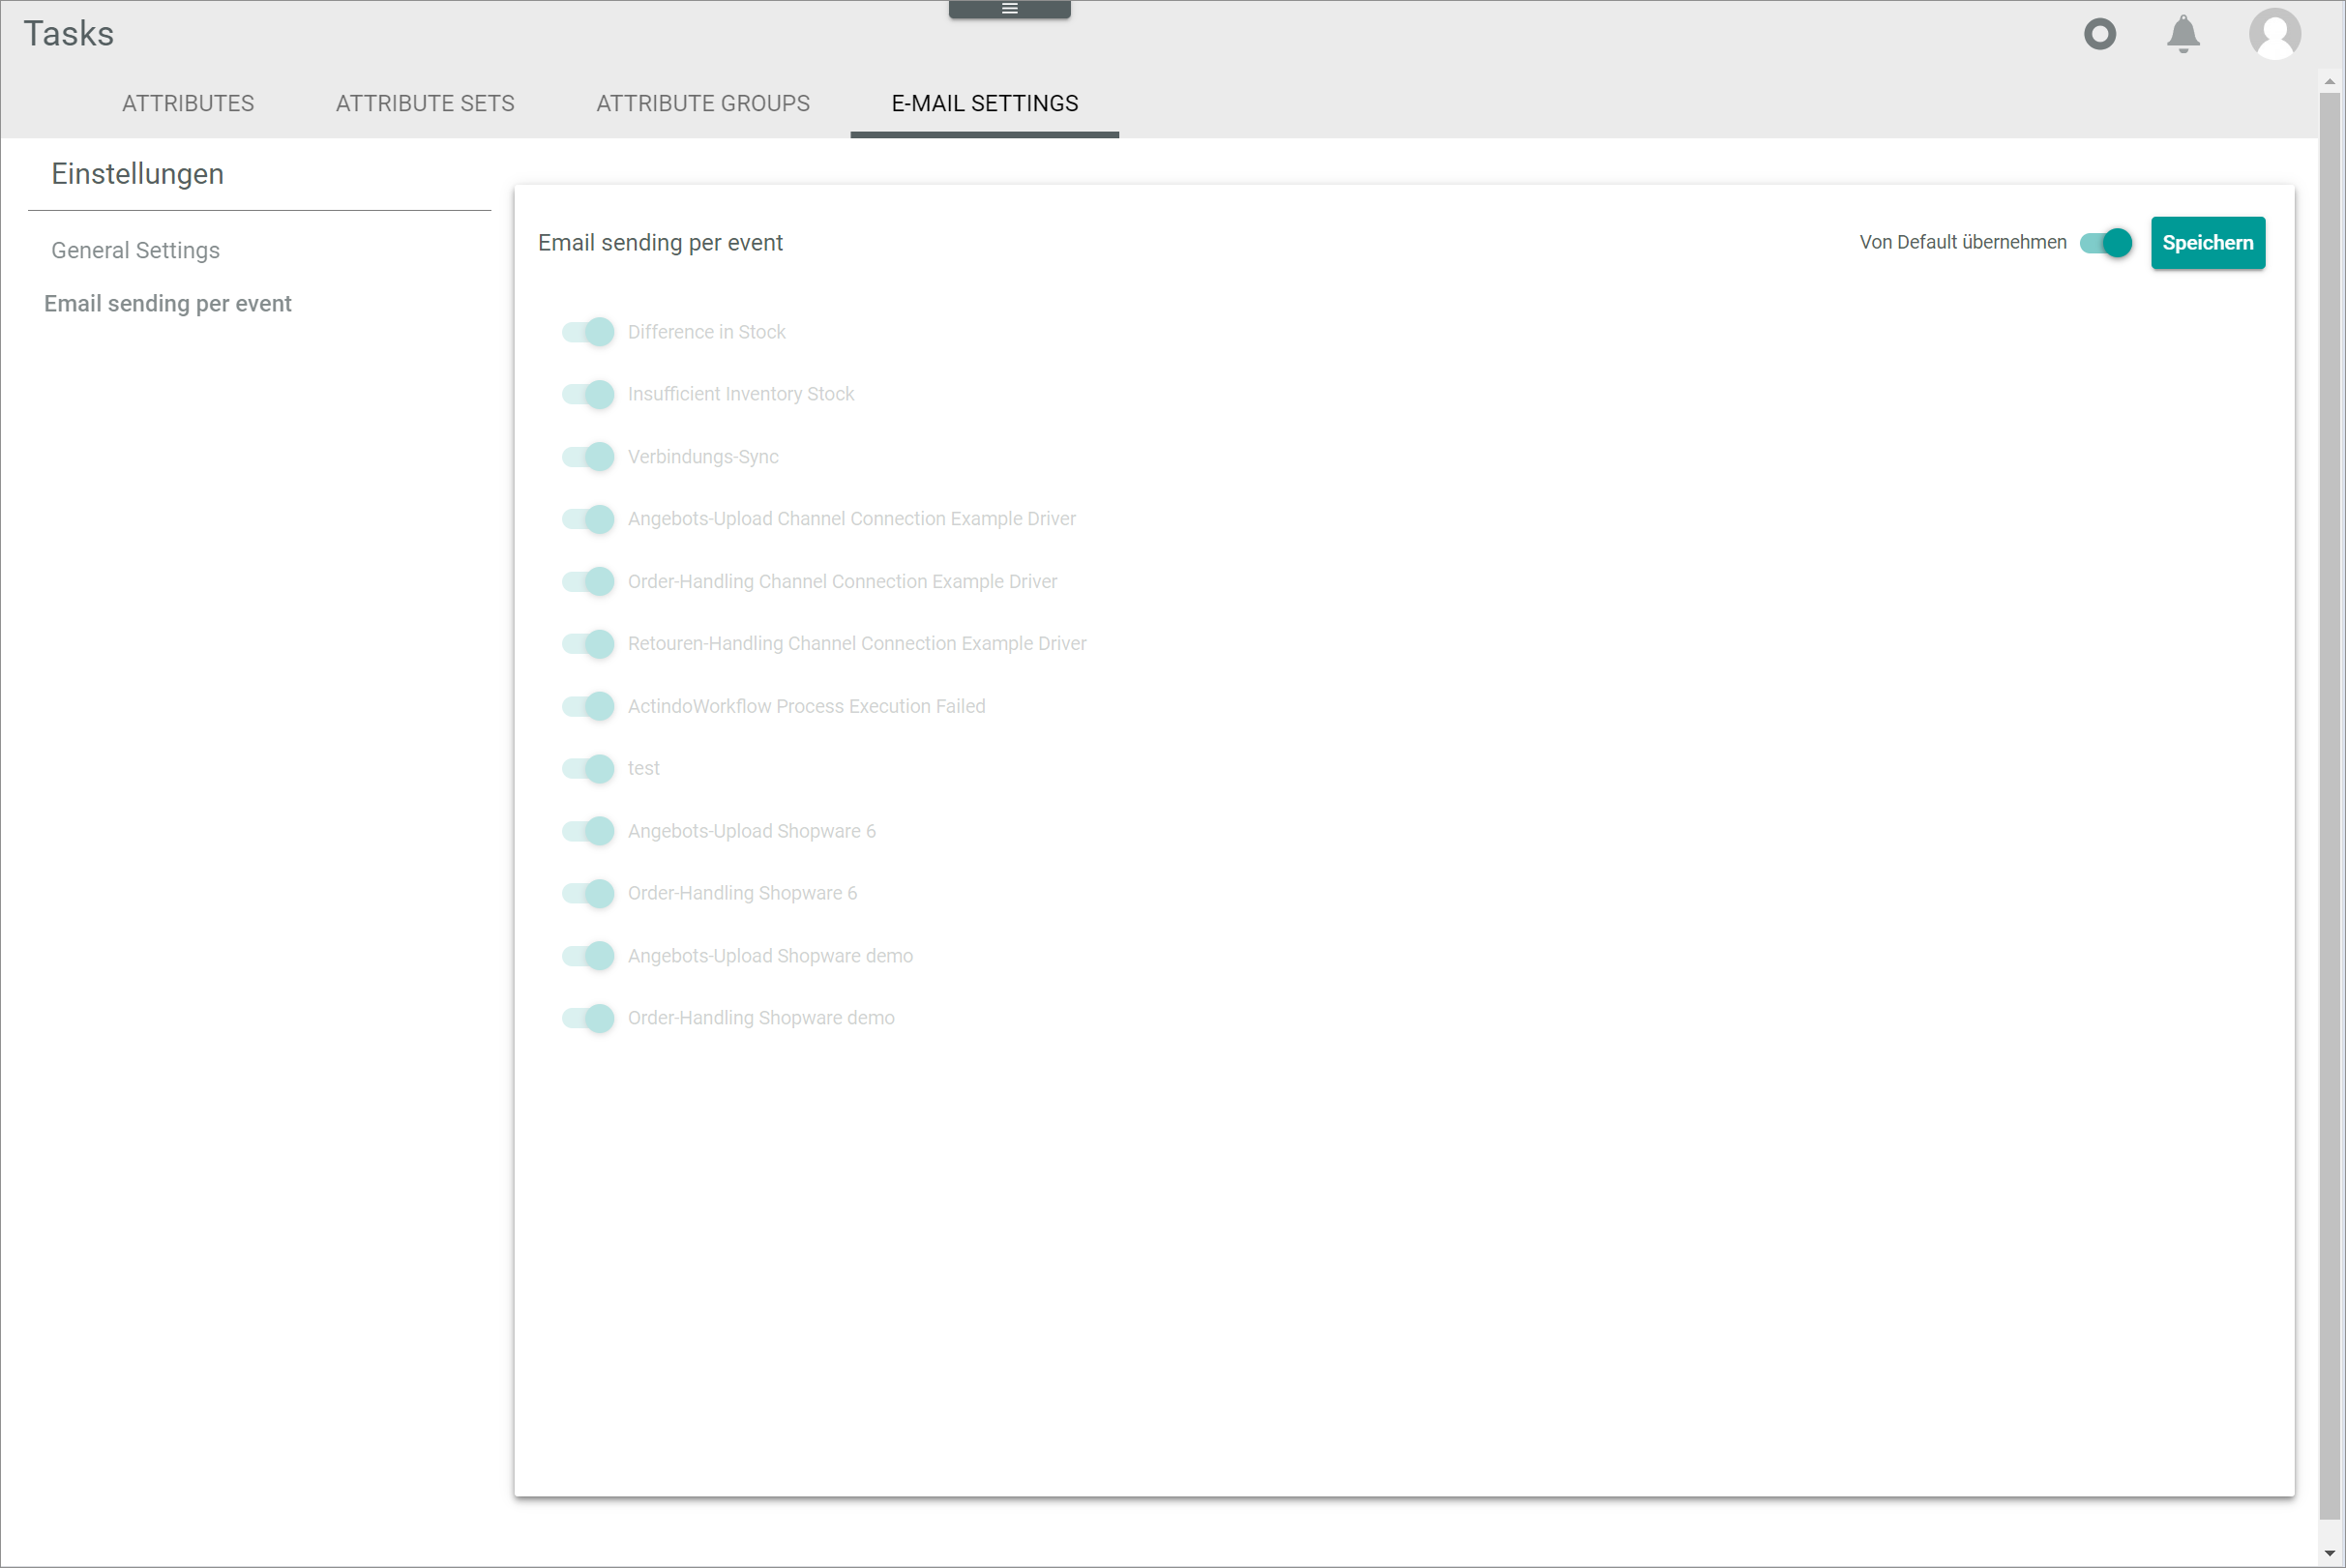 Tasks
ATTRIBUTES
ATTRIBUTE SETS
ATTRIBUTE GROUPS
E-MAIL SETTINGS
Einstellungen
General Settings
Email sending per event
Email sending per event
Von Default übernehmen
Speichern
Difference in Stock
Insufficient Inventory Stock
Verbindungs-Sync
Angebots-Upload Channel Connection Example Driver
Order-Handling Channel Connection Example Driver
Retouren-Handling Channel Connection Example Driver
ActindoWorkflow Process Execution Failed
test
Angebots-Upload Shopware 6
Order-Handling Shopware 6
Angebots-Upload Shopware demo
Order-Handling Shopware demo